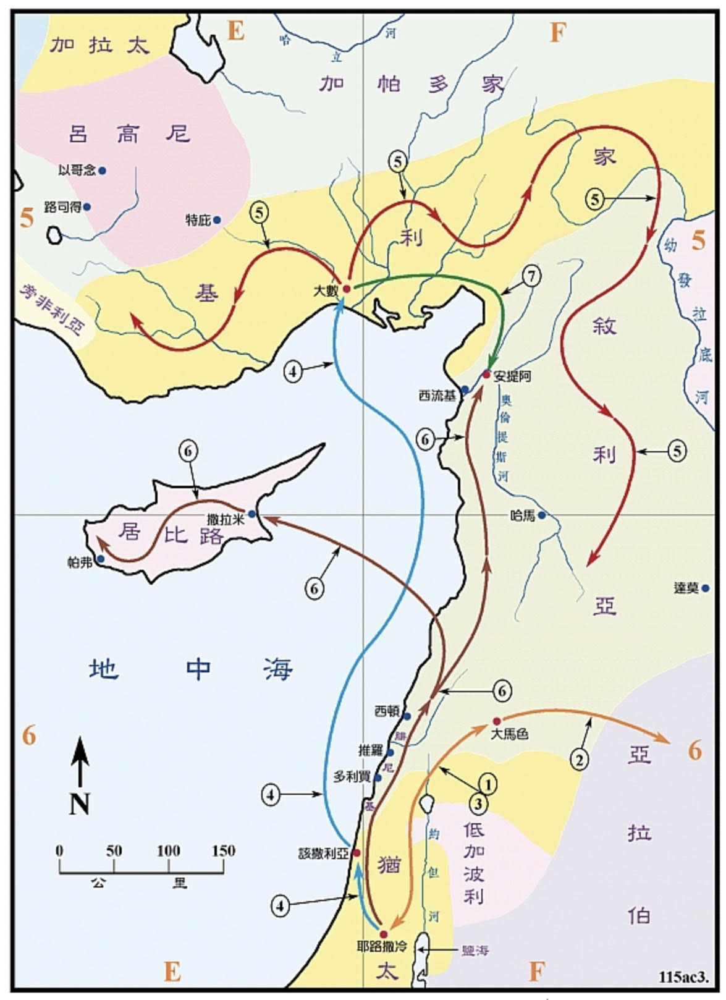 E
F
加拉太
哈立河
加帕多家
呂高尼
家
以哥念
路司得
特庇
5
5
5
5
5
利
幼發拉底河
基
大數
7
旁非利亞
敘
4
安提阿
西流基
奧倫提斯河
6
利
5
6
撒拉米
居比路
哈馬
帕弗
6
達莫
亞
地中海
6
西頓
大馬色
腓尼基
推羅
多利買
2
亞
6
6
N
4
1
3
約但河
低加波利
拉
0 50 100 150
公里
該撒利亞
猶
4
伯
耶路撒冷
鹽海
太
E
F
115ac3.